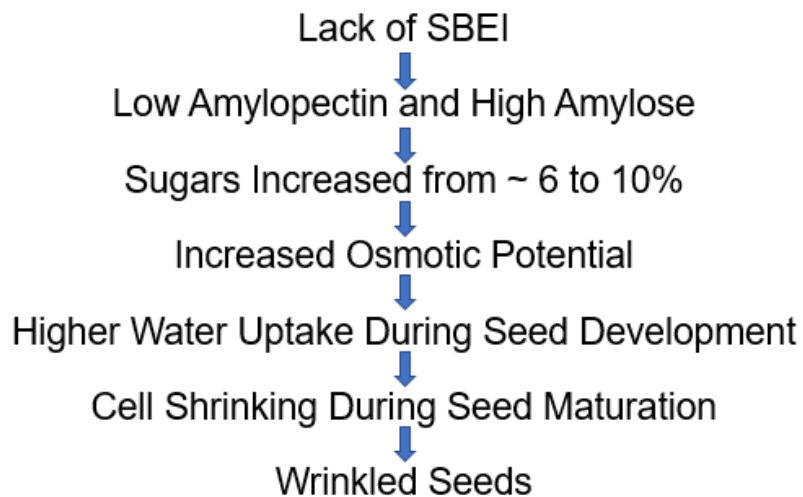 Lack of SBEI
Low Amylopectin and High Amylose
Sugars Increased from ~ 6 to 10%
Increased Osmotic Potential
Higher Water Uptake During Seed Development
Cell Shrinking During Seed Maturation
Wrinkled Seeds